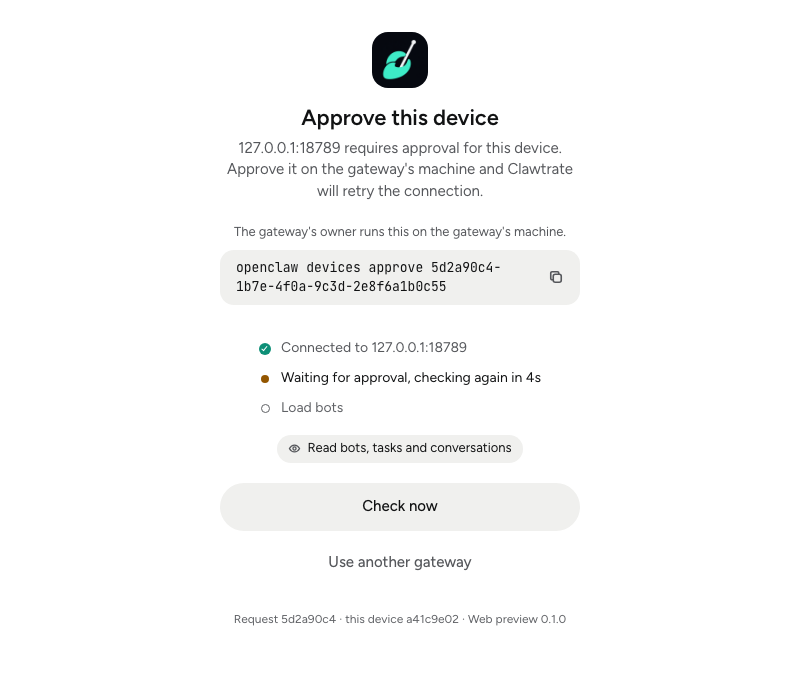 Approve this device
127.0.0.1:18789 requires approval for this device.
Approve it on the gateway's machine and Clawtrate
will retry the connection.
The gateway's owner runs this on the gateway's machine.
openclaw devices approve 5d2a90c4-
1b7e-4f0a-9c3d-2e8f6a1b0c55
Connected to 127.0.0.1:18789
Waiting for approval, checking again in 4s
Load bots
Read bots, tasks and conversations
Check now
Use another gateway
Request 5d2a90c4 · this device a41c9e02 · Web preview 0.1.0